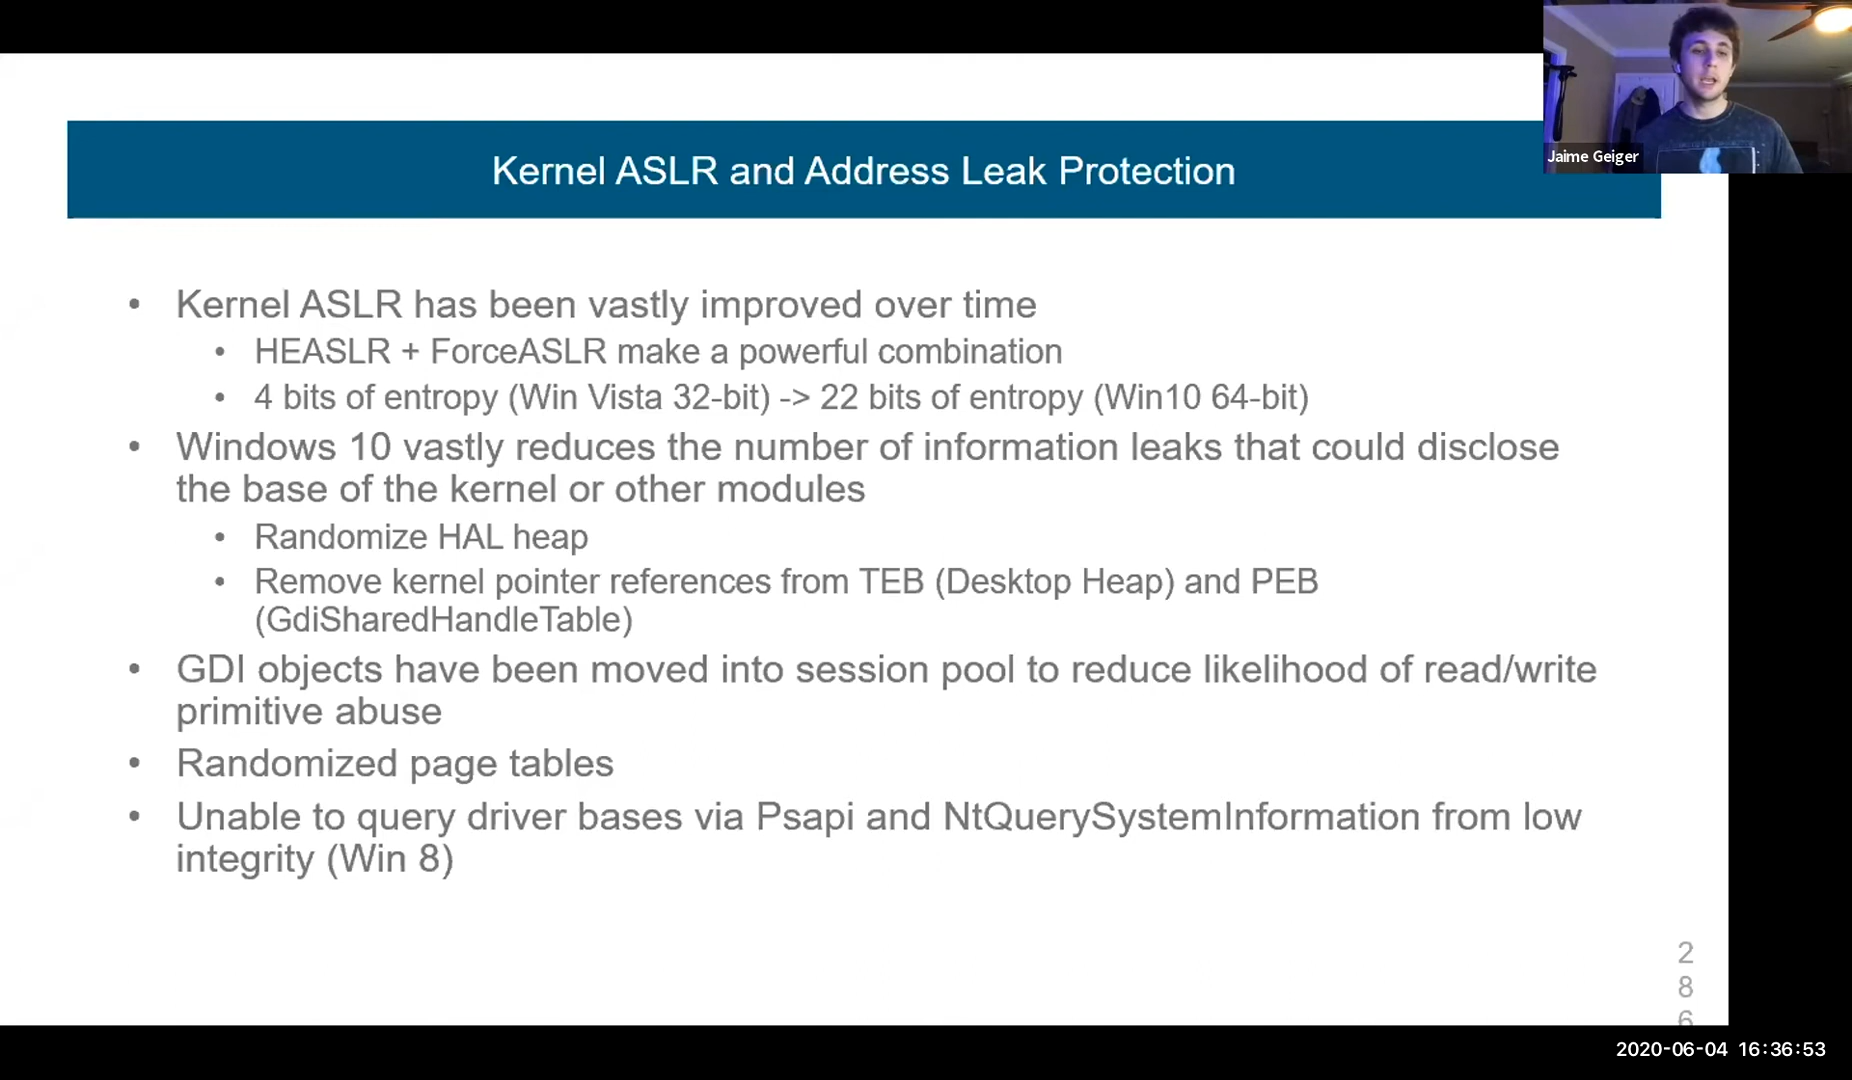 Jaime Geiger
Kernel ASLR and Address Leak Protection
• Kernel ASLR has been vastly improved over time
• HEASLR + ForceASLR make a powerful combination
• 4 bits of entropy (Win Vista 32-bit) -> 22 bits of entropy (Win10 64-bit)
• Windows 10 vastly reduces the number of information leaks that could disclose
the base of the kernel or other modules
• Randomize HAL heap
• Remove kernel pointer references from TEB (Desktop Heap) and PEB
(GdiSharedHandleTable)
• GDI objects have been moved into session pool to reduce likelihood of read/write
primitive abuse
• Randomized page tables
• Unable to query driver bases via Psapi and NtQuerySystemInformation from low
integrity (Win 8)
2
8
6
2020-06-04 16:36:53